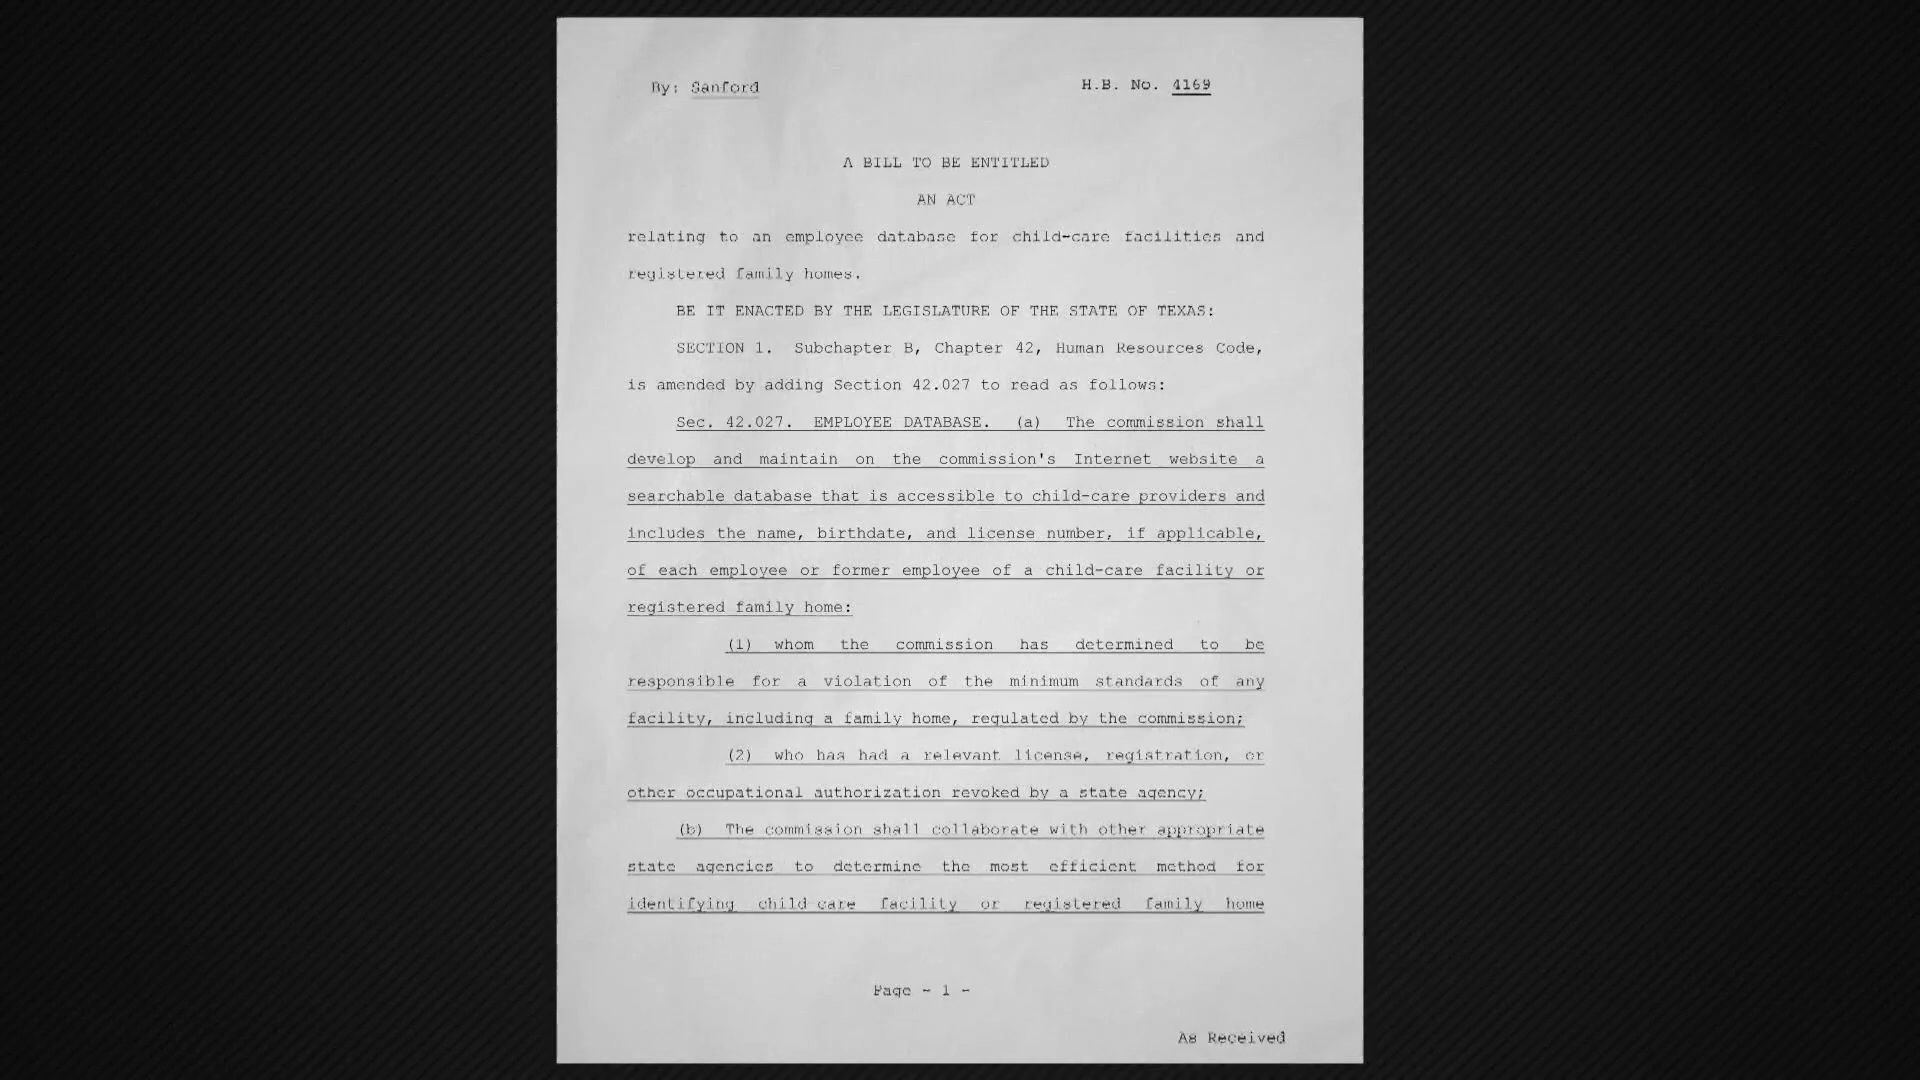 By: Sanford
H.B. No. 4169
A BILL TO BE ENTITLED
AN ACT
relating to an employee database for child-care facilities and
registered family homes.
BE IT ENACTED BY THE LEGISLATURE OF THE STATE OF TEXAS:
SECTION 1. Subchapter B, Chapter 42, Human Resources Code,
is amended by adding Section 42.027 to read as follows:
Sec. 42.027. EMPLOYEE DATABASE. (a) The commission shall
develop and maintain on the commission's Internet website a
searchable database that is accessible to child-care providers and
includes the name, birthdate, and license number, if applicable,
of each employee or former employee of a child-care facility or
registered family home:
(1) whom the commission has determined to be
responsible for a violation of the minimum standards of any
facility, including a family home, regulated by the commission;
(2) who has had a relevant license, registration, or
other occupational authorization revoked by a state agency;
(b) The commission shall collaborate with other appropriate
state agencies to determine the most efficient method for
identifying child-care facility or registered family home
Page - 1 -
As Received